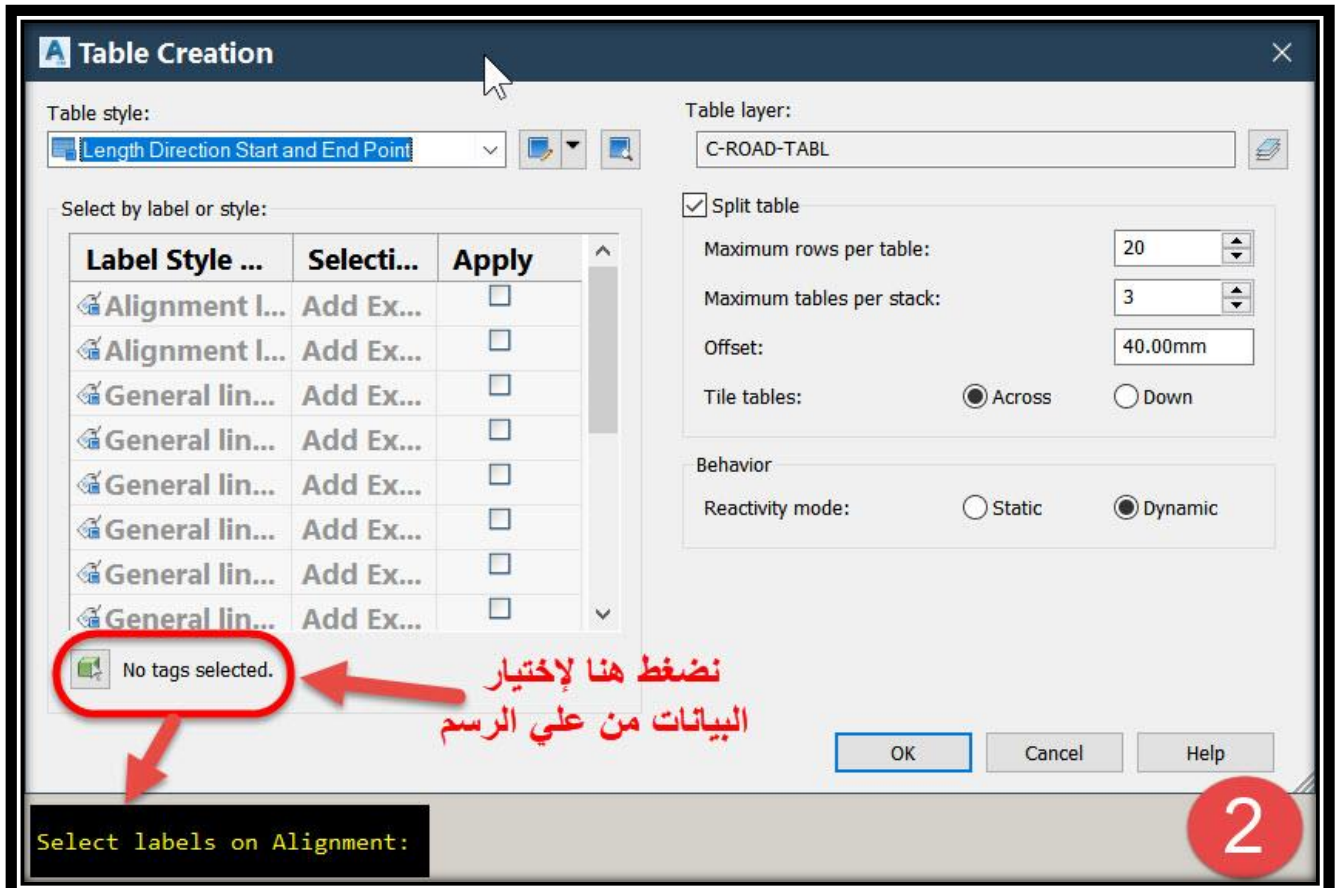 Table Creation
Table style:
Length Direction Start and End Point
Select by label or style:
Label Style ... Selecti... Apply
Alignment l... Add Ex...
Alignment l... Add Ex...
General lin... Add Ex...
General lin... Add Ex...
General lin... Add Ex...
General lin... Add Ex...
General lin... Add Ex...
General lin... Add Ex...
No tags selected.
Table layer:
C-ROAD-TABL
Split table
Maximum rows per table: 20
Maximum tables per stack: 3
Offset: 40.00mm
Tile tables: Across Down
Behavior
Reactivity mode: Static Dynamic
نضغط هنا لإختيار
البيانات من علي الرسم
OK Cancel Help
Select labels on Alignment:
2